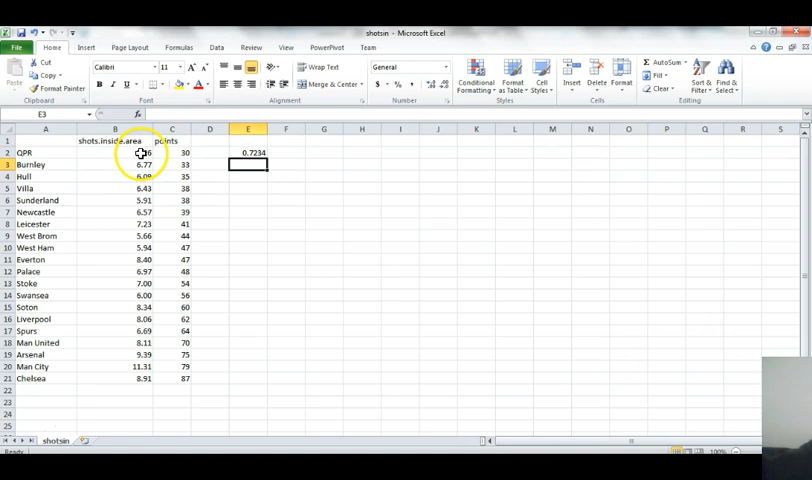 shotsin - Microsoft Excel
File Home Insert Page Layout Formulas Data Review View PowerPivot Team
Cut
Copy
Format Painter
Paste
Clipboard
Calibri 11
B I U
Font
Wrap Text
Merge & Center
Alignment
General
$ % ,
Number
Conditional Formatting
Format as Table
Cell Styles
Styles
Insert Delete Format
Cells
AutoSum
Fill
Clear
Sort & Filter
Find & Select
Editing
E3 fx
A B C D E F G H I J K L M N O P Q R S
1 shots.inside.area points
2 QPR 30 0.7234
3 Burnley 6.77 33
4 Hull 6.09 35
5 Villa 6.43 38
6 Sunderland 5.91 38
7 Newcastle 6.57 39
8 Leicester 7.23 41
9 West Brom 5.66 44
10 West Ham 5.94 47
11 Everton 8.40 47
12 Palace 6.97 48
13 Stoke 7.00 54
14 Swansea 6.00 56
15 Soton 8.34 60
16 Liverpool 8.06 62
17 Spurs 6.69 64
18 Man United 8.11 70
19 Arsenal 9.39 75
20 Man City 11.31 79
21 Chelsea 8.91 87
22
23
24
25
shotsin
100%